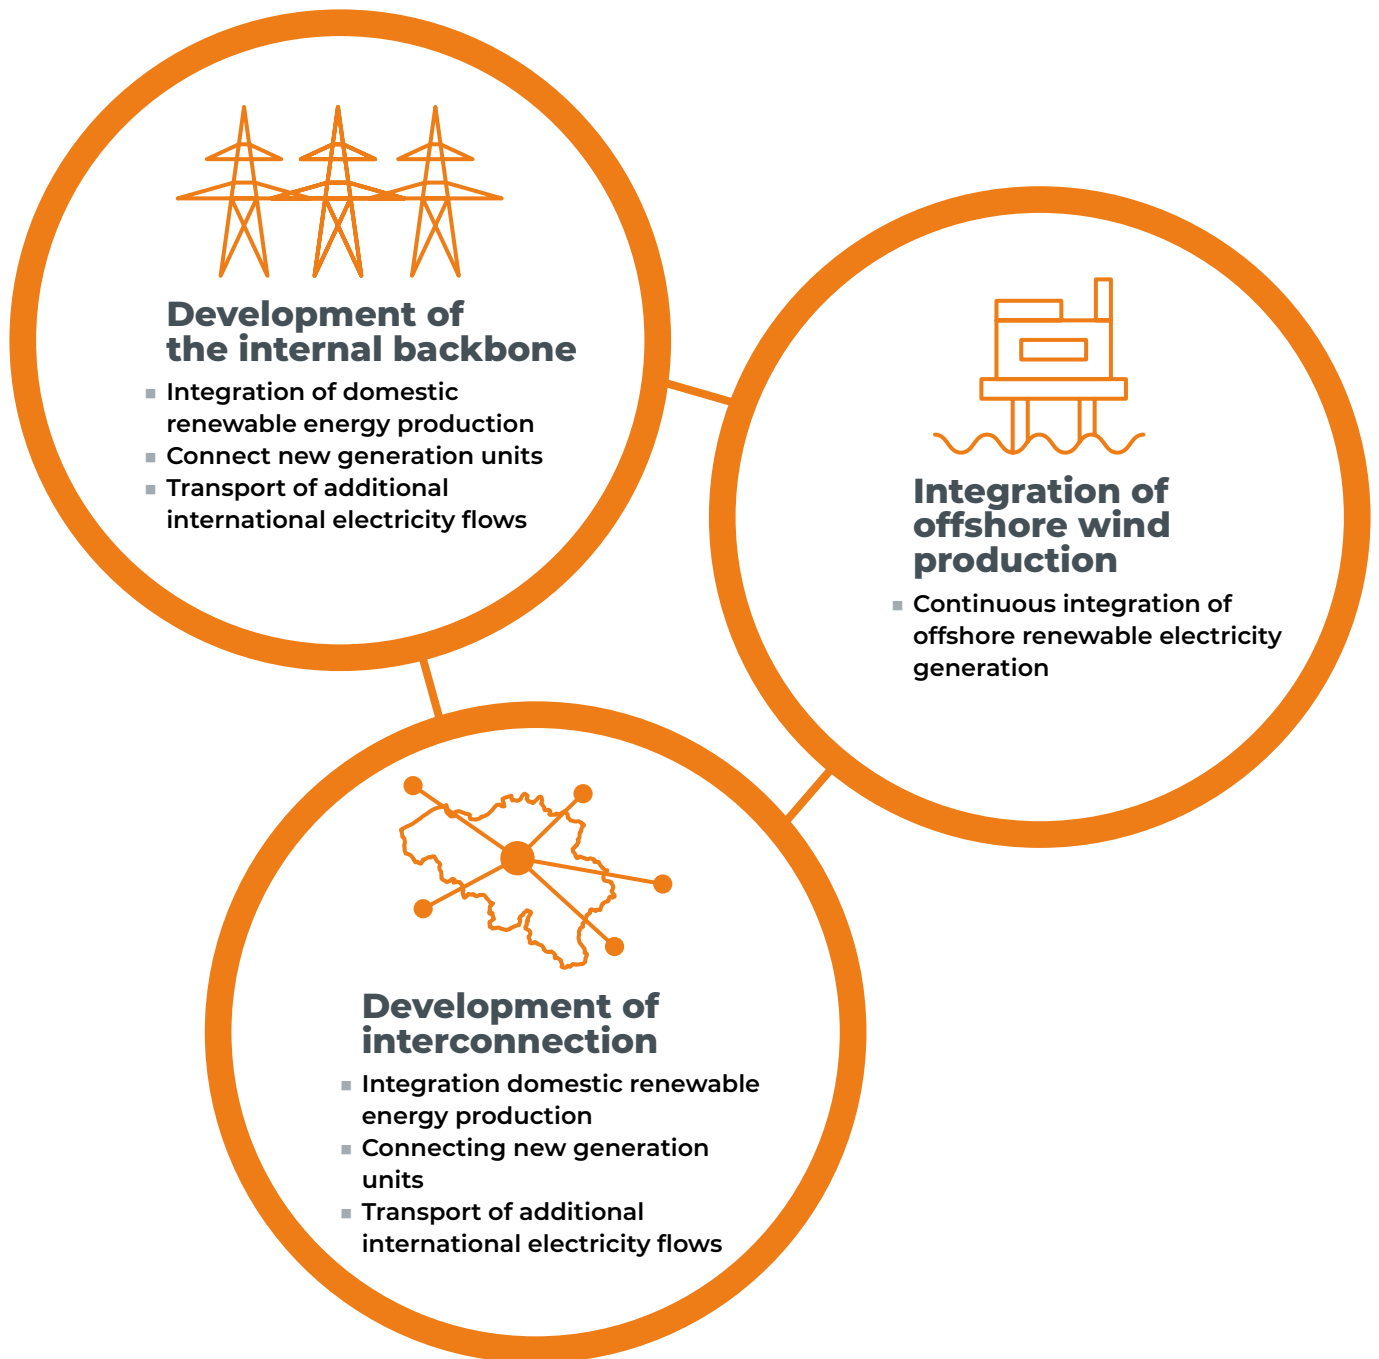 Development of
the internal backbone
Integration of domestic
renewable energy production
Connect new generation units
Transport of additional
international electricity flows
Integration of
offshore wind
production
Continuous integration of
offshore renewable electricity
generation
Development of
interconnection
Integration domestic renewable
energy production
Connecting new generation
units
Transport of additional
international electricity flows